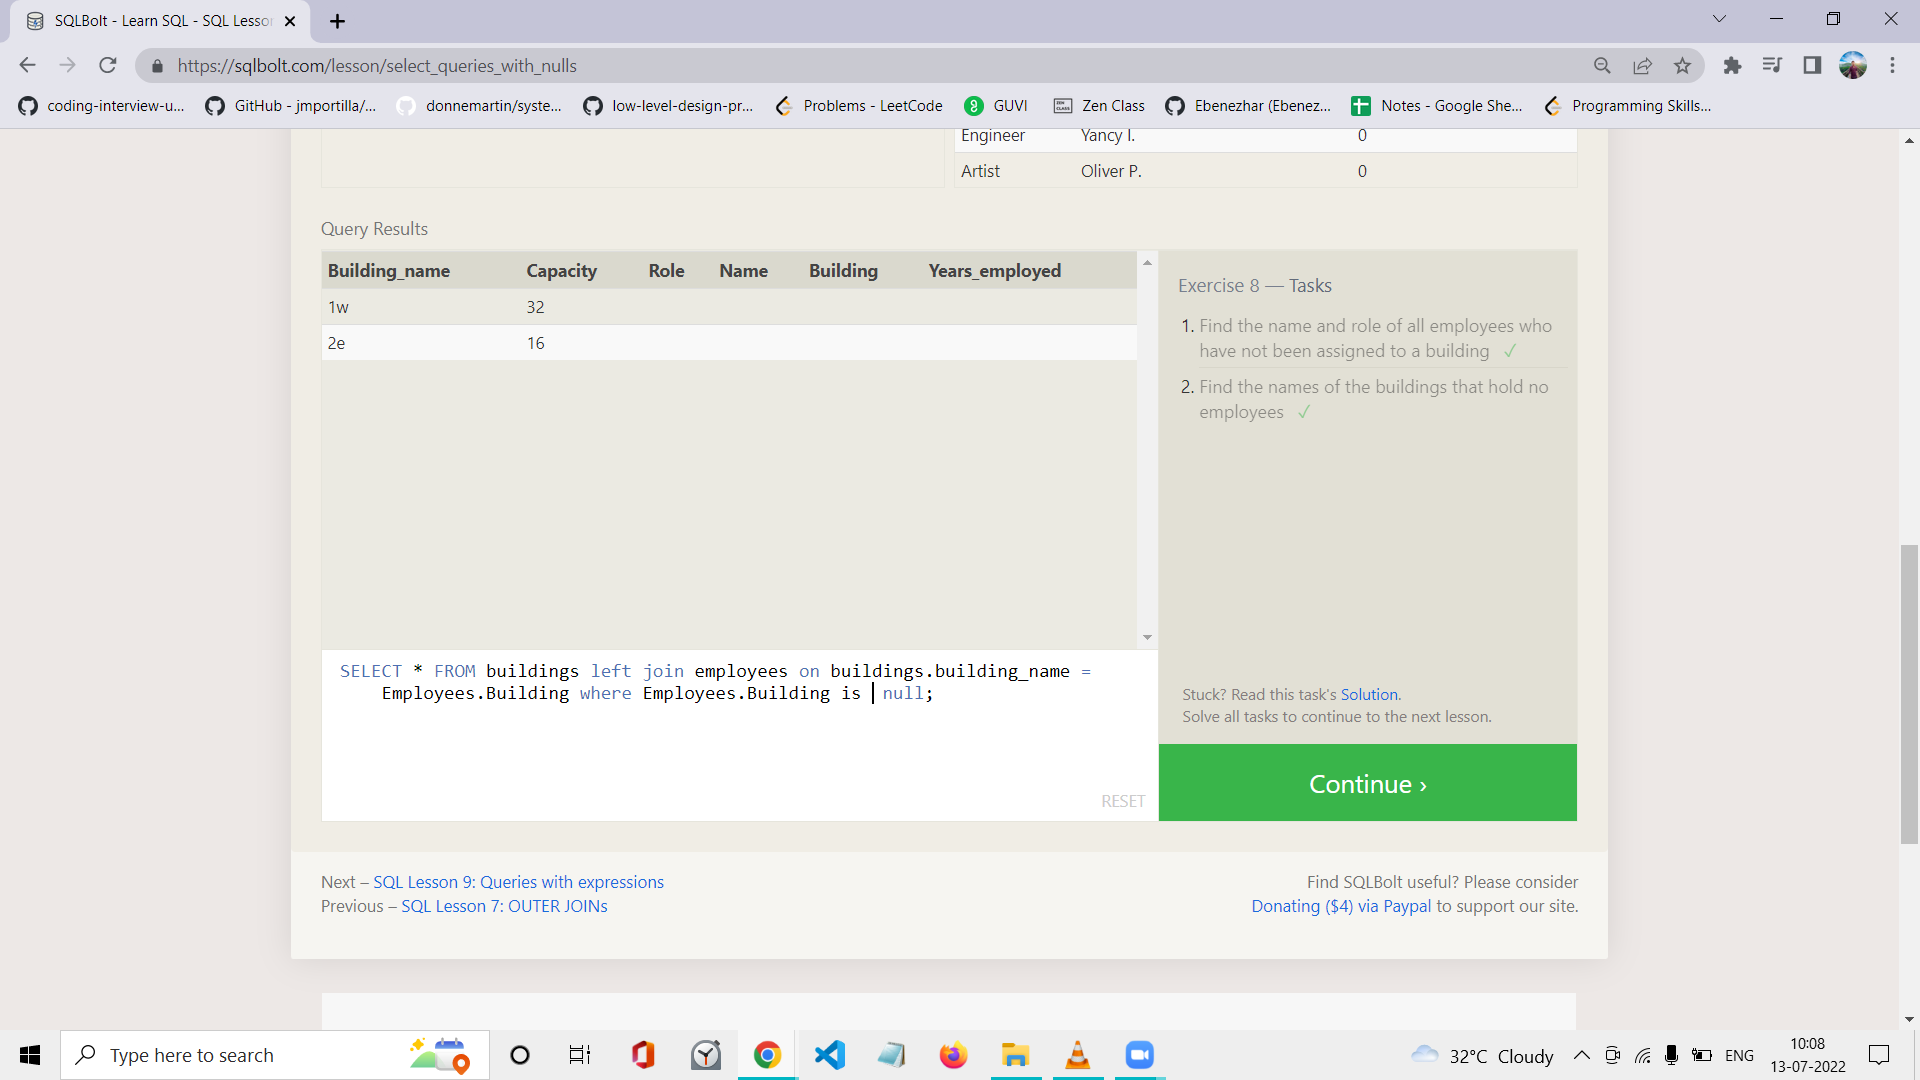 SQLBolt - Learn SQL - SQL Lesson
https://sqlbolt.com/lesson/select_queries_with_nulls
coding-interview-u... GitHub - jmportilla/... donnemartin/syste... low-level-design-pr... Problems - LeetCode GUVI Zen Class Ebenezhar (Ebenez... Notes - Google She... Programming Skills...
Engineer Yancy I. 0
Artist Oliver P. 0
Query Results
Building_name Capacity Role Name Building Years_employed
1w 32
2e 16
Exercise 8 — Tasks
1. Find the name and role of all employees who
have not been assigned to a building ✓
2. Find the names of the buildings that hold no
employees ✓
SELECT * FROM buildings left join employees on buildings.building_name =
Employees.Building where Employees.Building is null;
RESET
Stuck? Read this task's Solution.
Solve all tasks to continue to the next lesson.
Continue ›
Next – SQL Lesson 9: Queries with expressions
Previous – SQL Lesson 7: OUTER JOINs
Find SQLBolt useful? Please consider
Donating ($4) via Paypal to support our site.
Type here to search
32°C Cloudy
ENG
10:08
13-07-2022